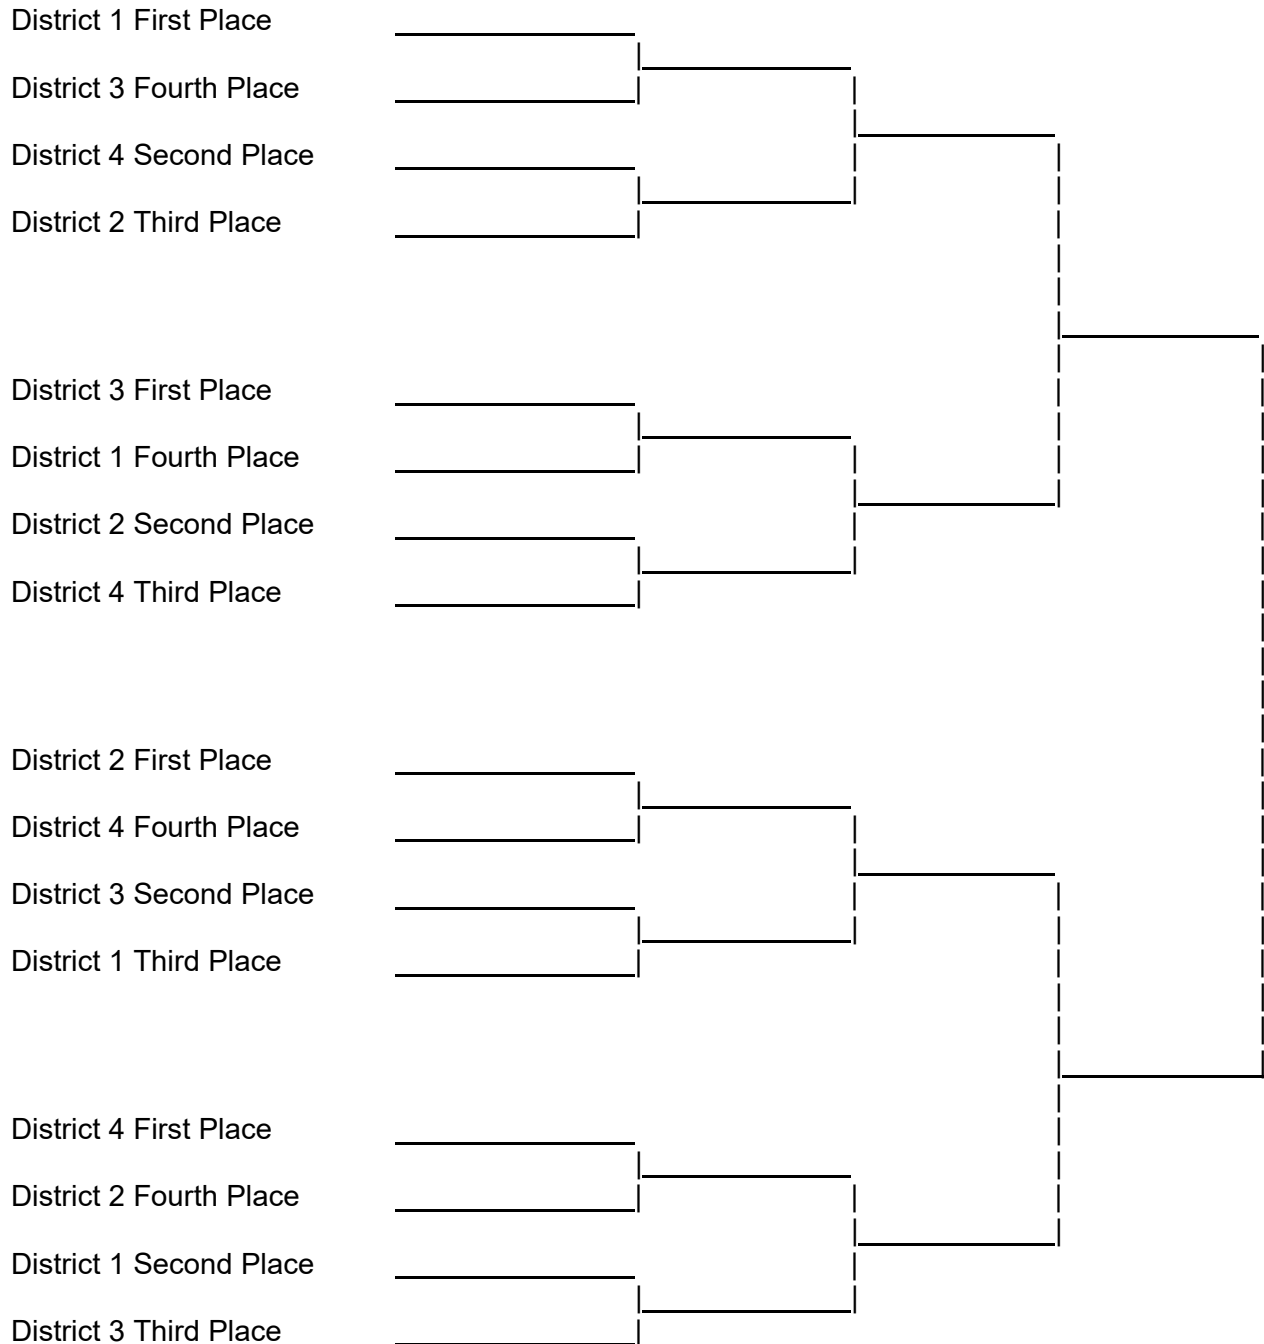 District 1 First Place
District 3 Fourth Place
District 4 Second Place
District 2 Third Place
District 3 First Place
District 1 Fourth Place
District 2 Second Place
District 4 Third Place
District 2 First Place
District 4 Fourth Place
District 3 Second Place
District 1 Third Place
District 4 First Place
District 2 Fourth Place
District 1 Second Place
District 3 Third Place